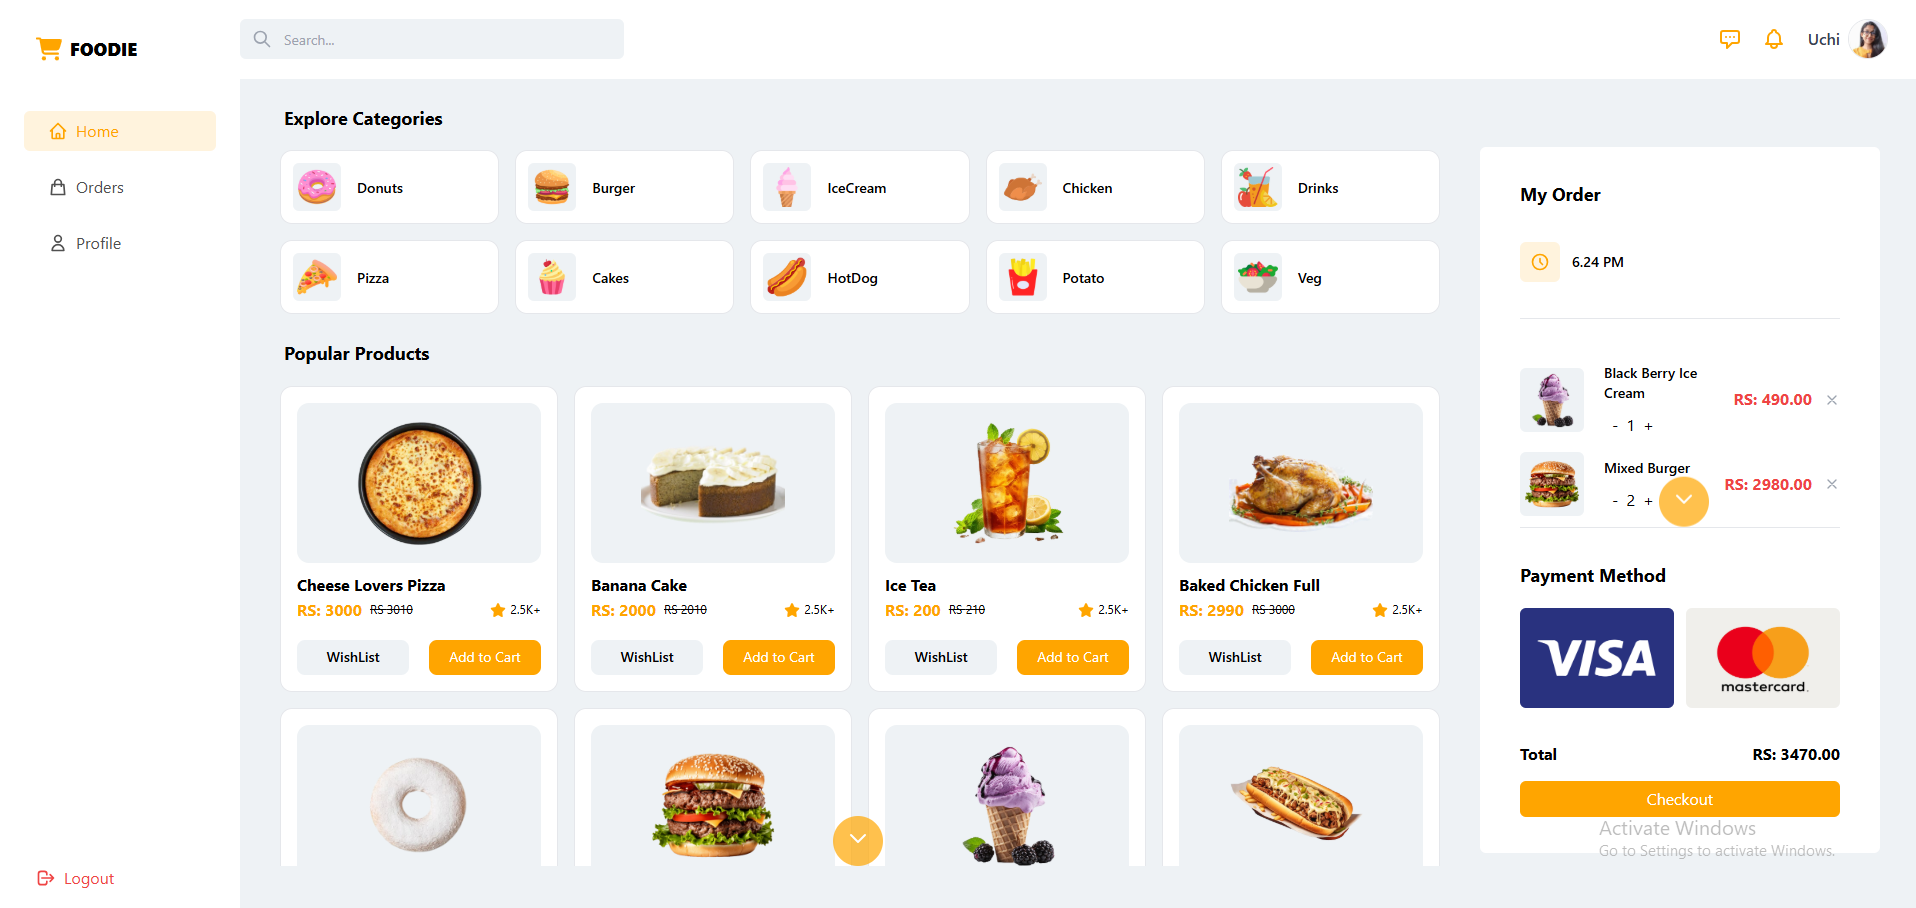 FOODIE
Search...
Uchi
Home
Orders
Profile
Logout
Explore Categories
Donuts
Burger
IceCream
Chicken
Drinks
Pizza
Cakes
HotDog
Potato
Veg
Popular Products
Cheese Lovers Pizza
RS: 3000 RS 3010 2.5K+
WishList Add to Cart
Banana Cake
RS: 2000 RS 2010 2.5K+
WishList Add to Cart
Ice Tea
RS: 200 RS 210 2.5K+
WishList Add to Cart
Baked Chicken Full
RS: 2990 RS 3000 2.5K+
WishList Add to Cart
My Order
6.24 PM
Black Berry Ice
Cream
RS: 490.00 ×
- 1 +
Mixed Burger
RS: 2980.00 ×
- 2 +
Payment Method
VISA
mastercard.
Total RS: 3470.00
Checkout
Activate Windows
Go to Settings to activate Windows.